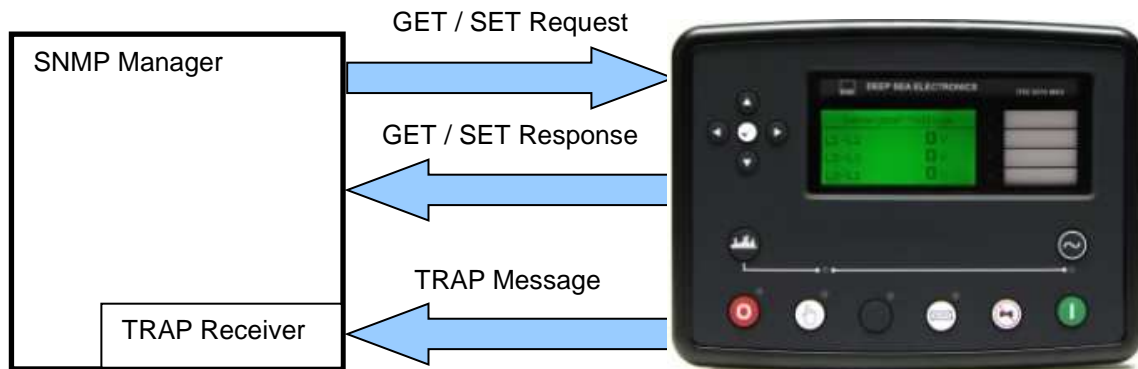 GET / SET Request
SNMP Manager
DEEP SEA ELECTRONICS
GET / SET Response
TRAP Message
TRAP Receiver